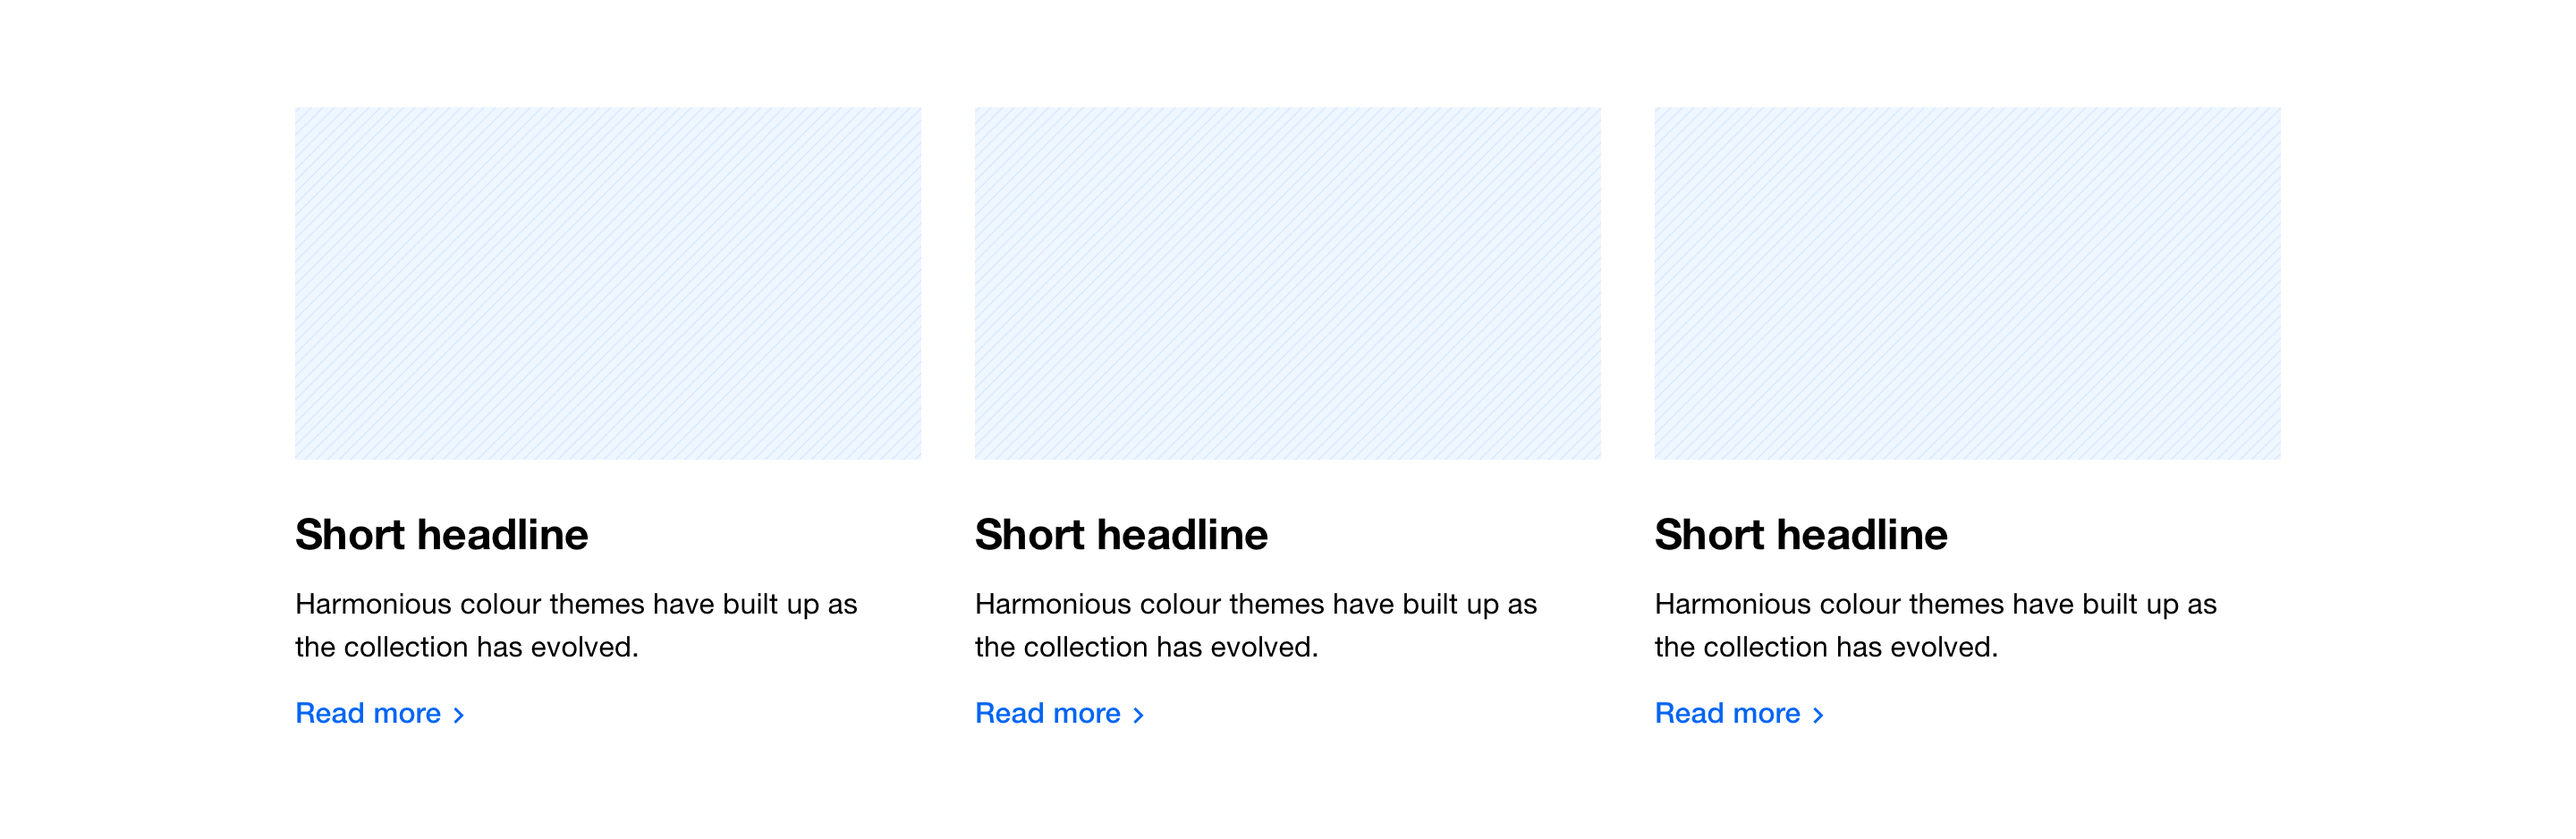 Short headline
Harmonious colour themes have built up as
the collection has evolved.
Read more >
Short headline
Harmonious colour themes have built up as
the collection has evolved.
Read more >
Short headline
Harmonious colour themes have built up as
the collection has evolved.
Read more >